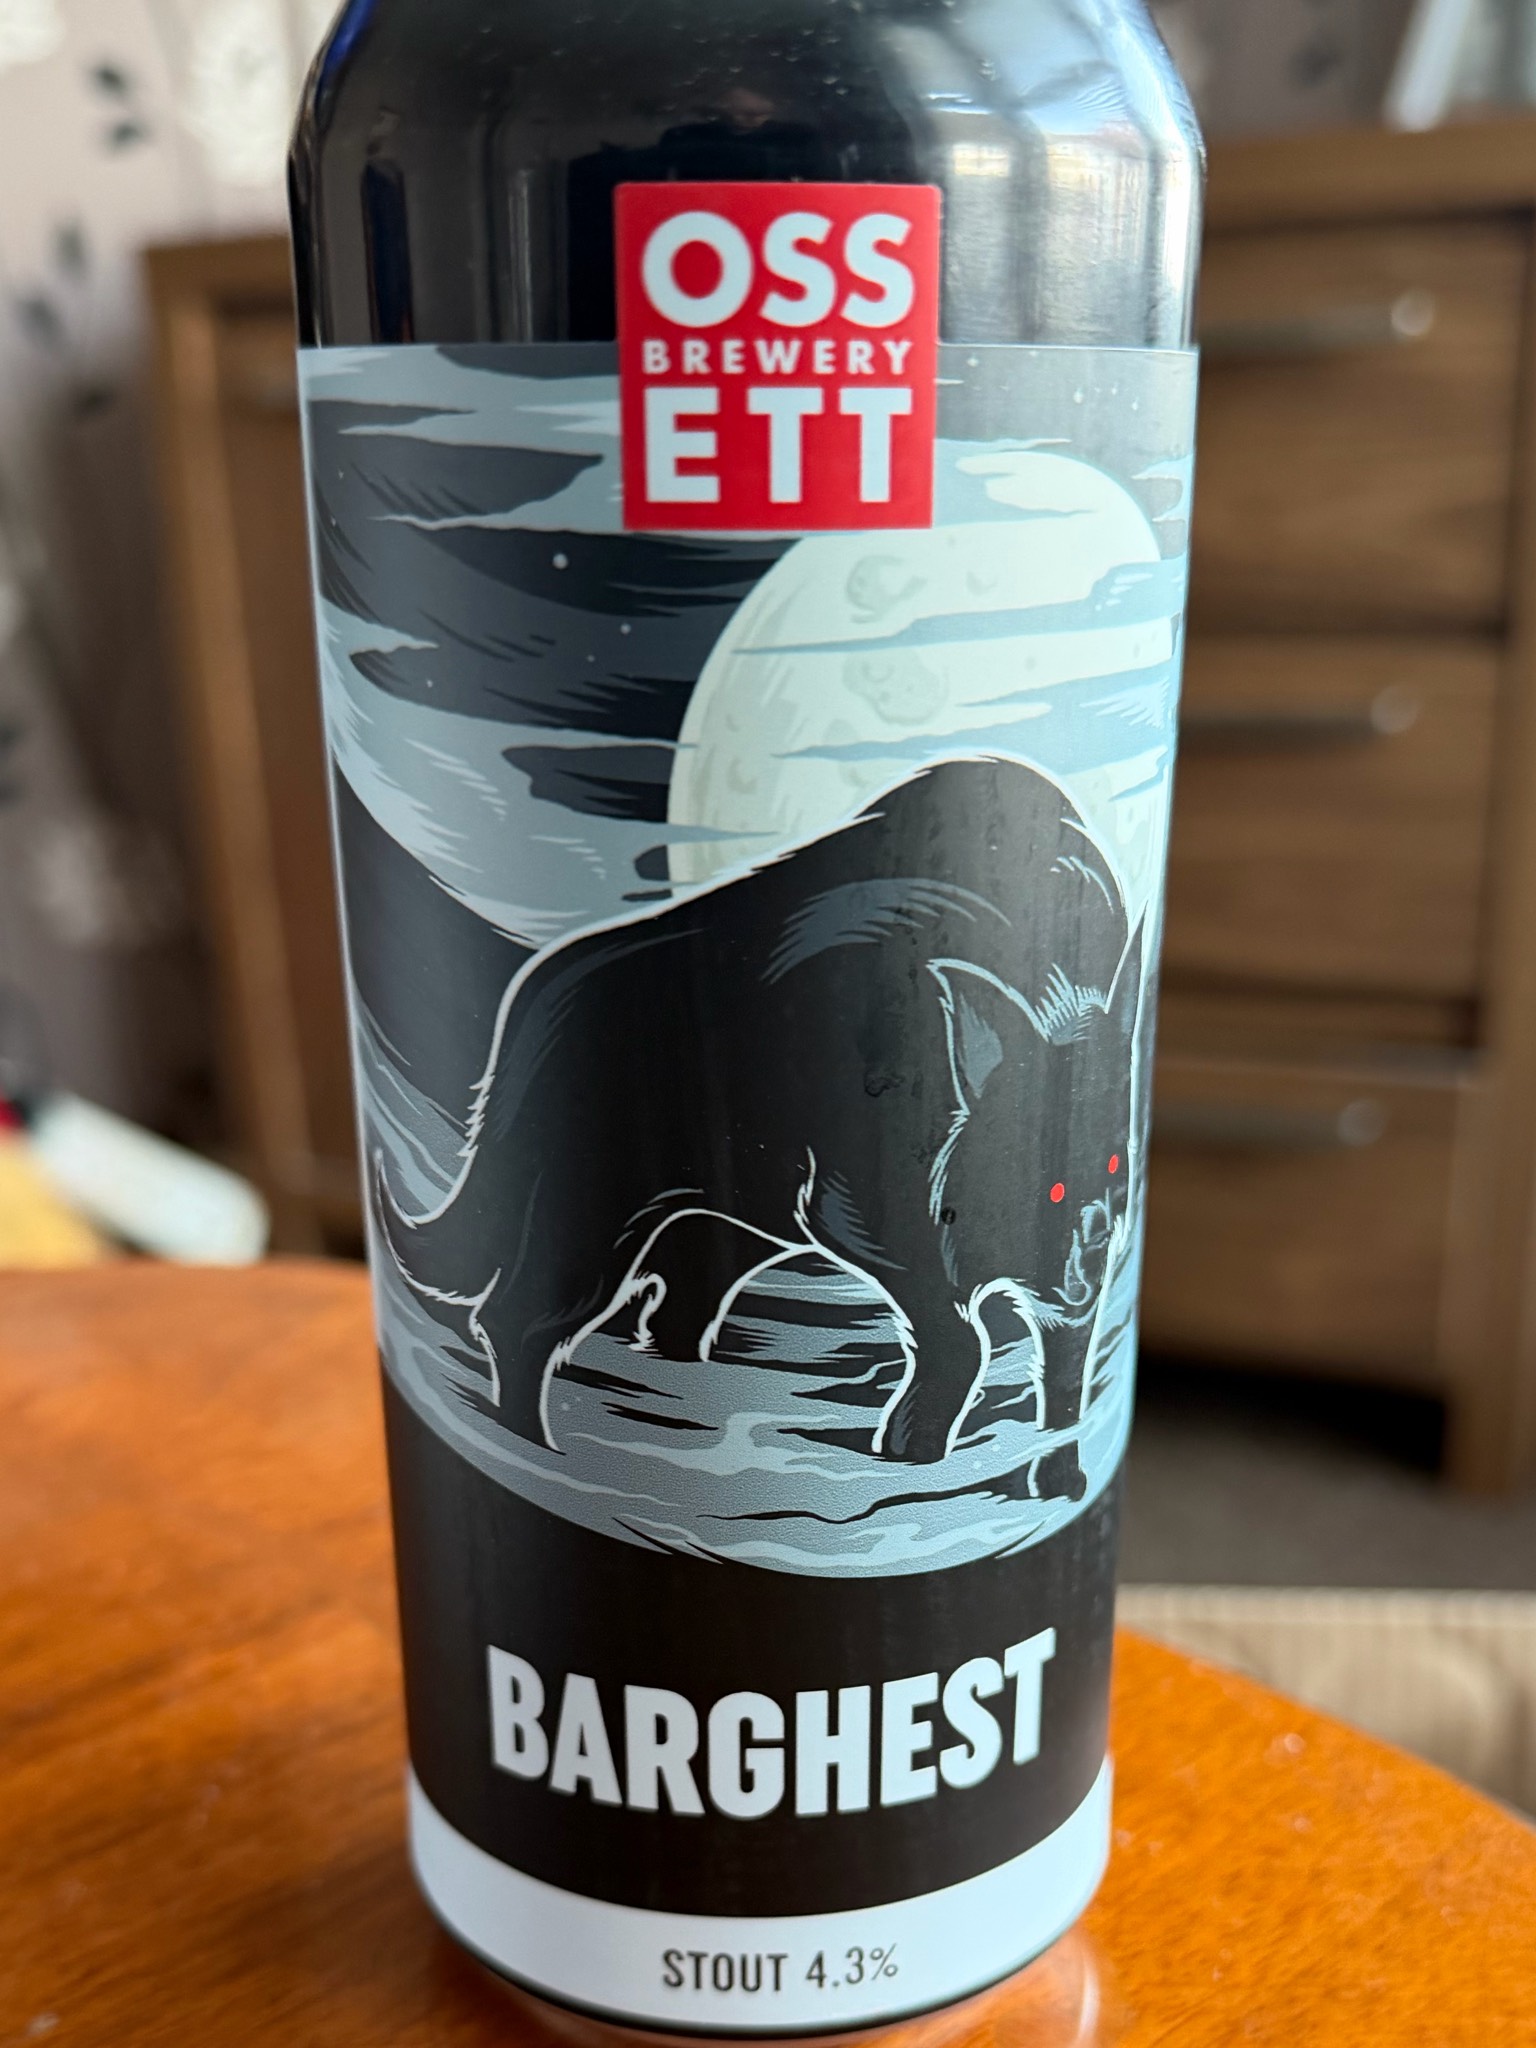 OSS
BREWERY
ETT
BARGHEST
STOUT 4.3%